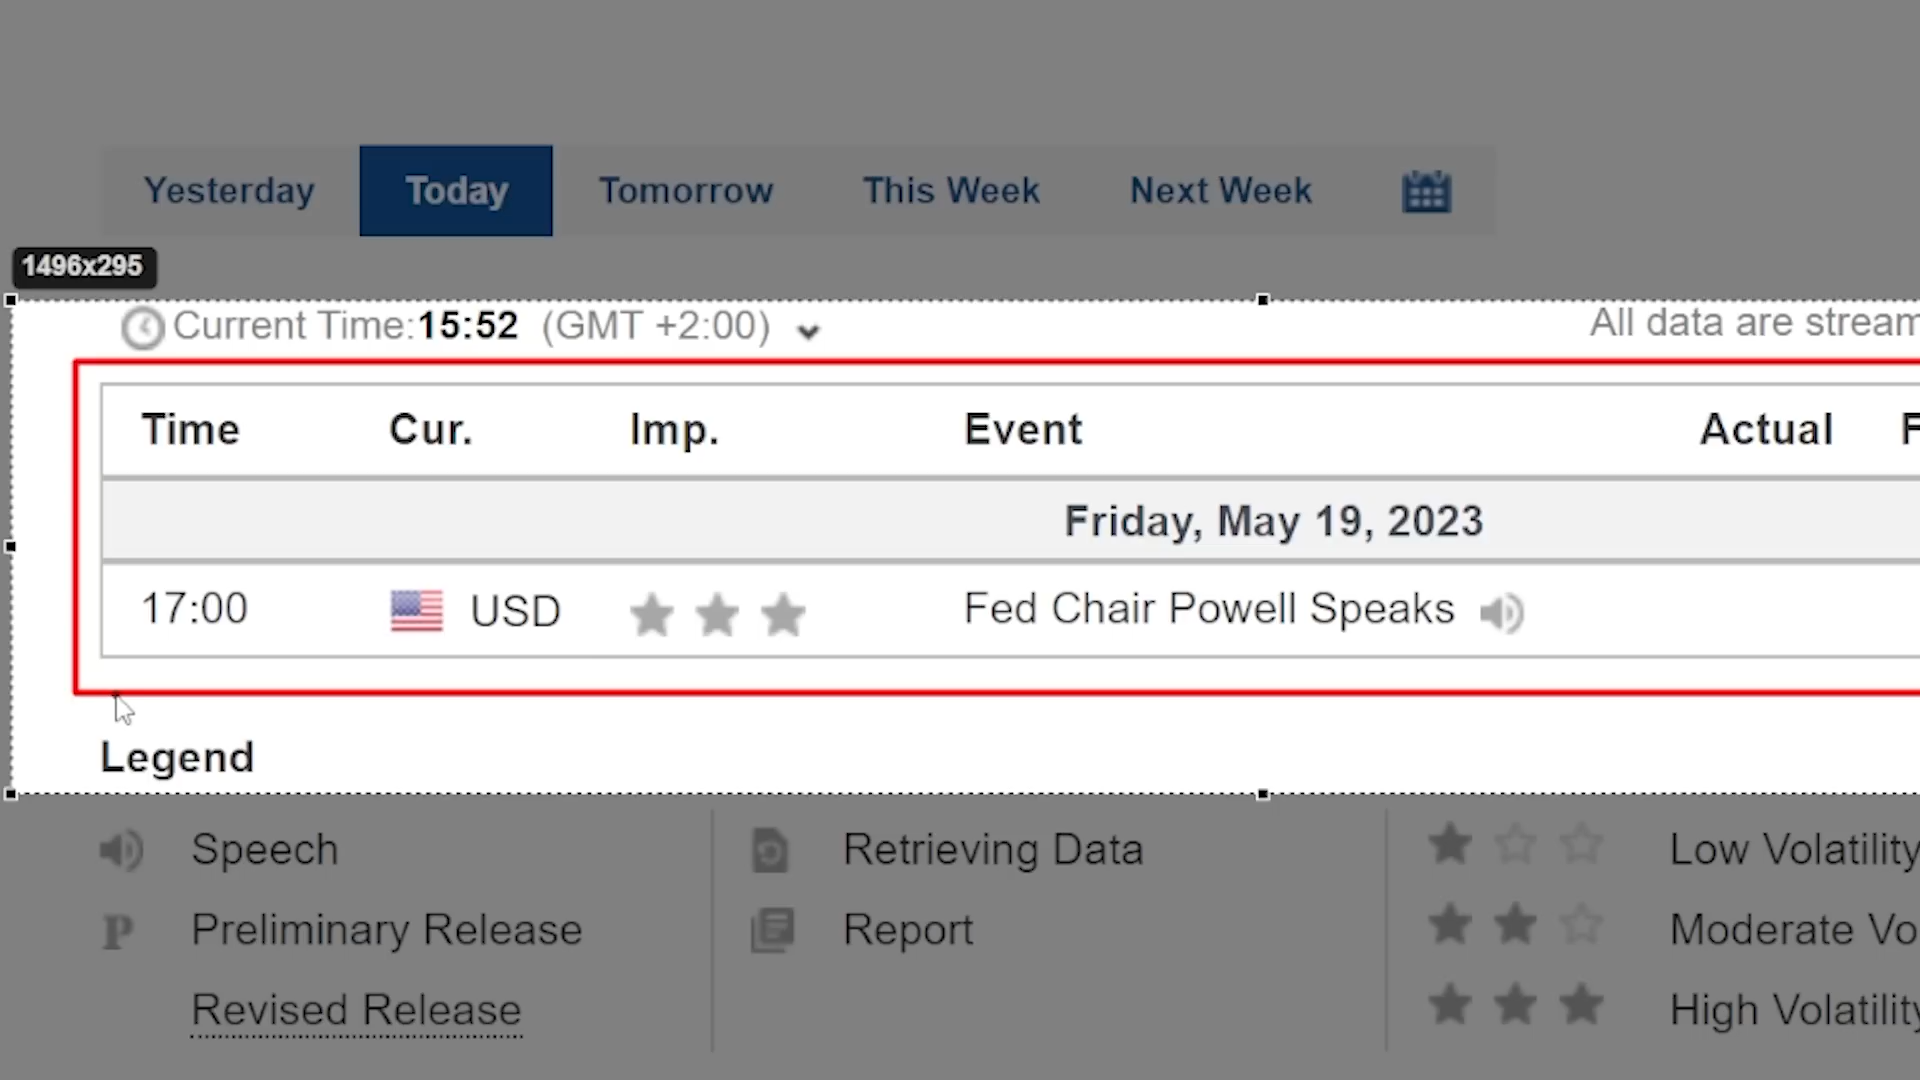 Yesterday Today Tomorrow This Week Next Week
1496x295
Current Time:15:52 (GMT +2:00) All data are stream
Time Cur. Imp. Event Actual F
Friday, May 19, 2023
17:00 USD Fed Chair Powell Speaks
Legend
Speech Retrieving Data Low Volatility
P Preliminary Release Report Moderate Vo
Revised Release High Volatility